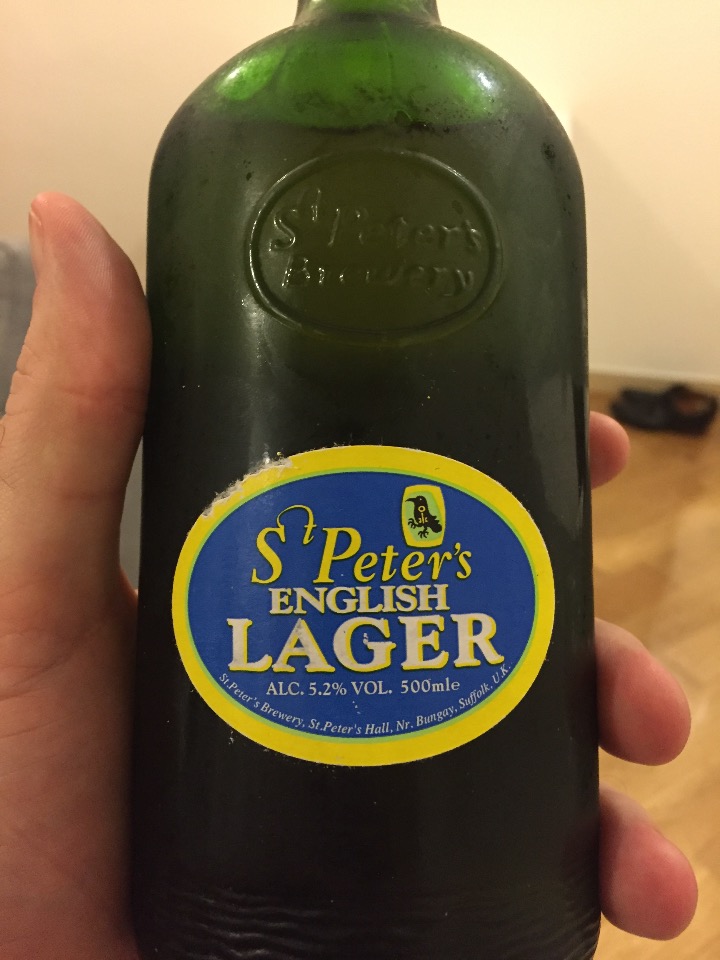 St Peter's
Brewery
St Peter's
ENGLISH
LAGER
ALC. 5.2% VOL. 500mle
St.Peter's Brewery, St.Peter's Hall, Nr. Bungay, Suffolk, U.K.